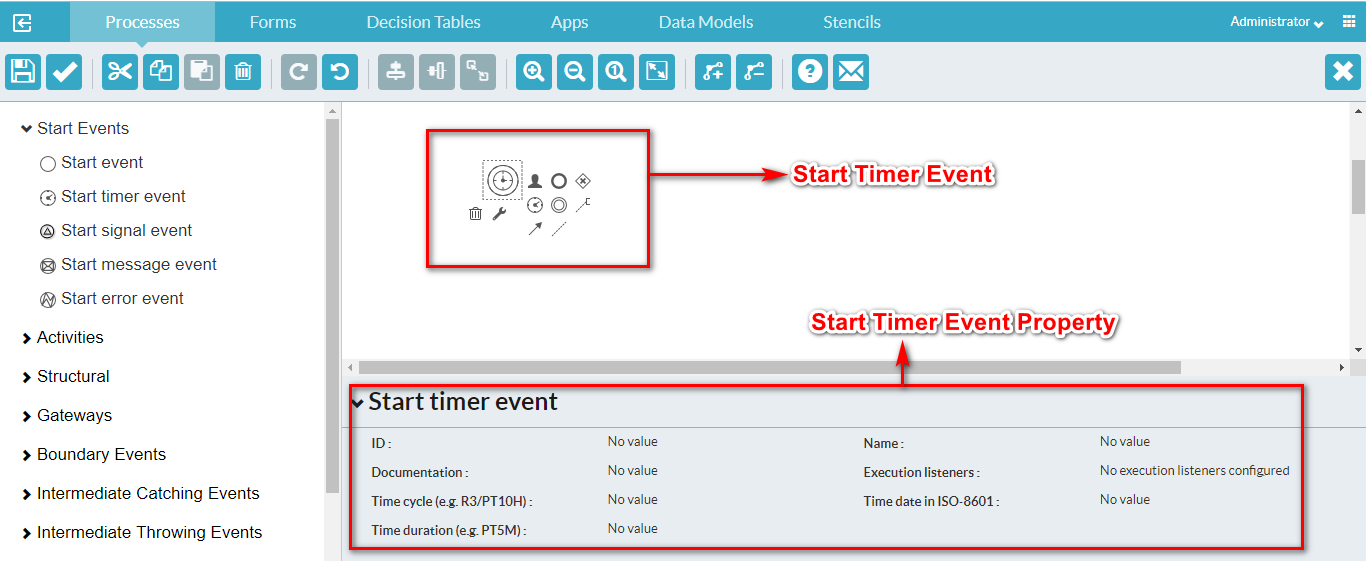 Processes Forms Decision Tables Apps Data Models Stencils Administrator
Start Events
Start event
Start timer event
Start signal event
Start message event
Start error event
Activities
Structural
Gateways
Boundary Events
Intermediate Catching Events
Intermediate Throwing Events
Start Timer Event
Start Timer Event Property
Start timer event
ID : No value Name : No value
Documentation : No value Execution listeners : No execution listeners configured
Time cycle (e.g. R3/PT10H) : No value Time date in ISO-8601 : No value
Time duration (e.g. PT5M) : No value